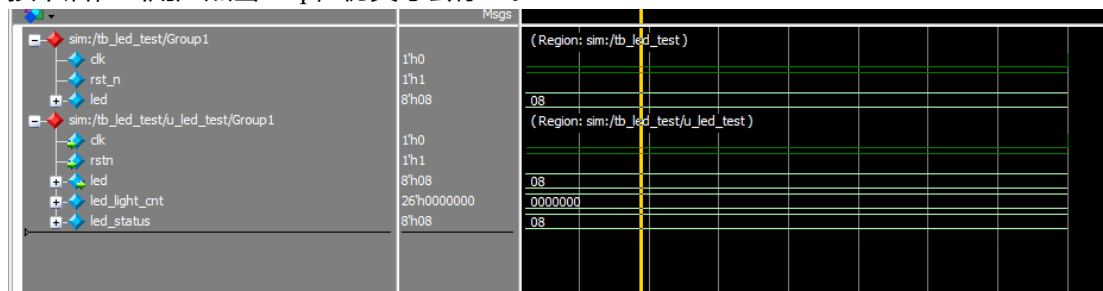 Msgs
sim:/tb_led_test/Group1 (Region: sim:/tb_led_test)
clk 1'h0
rst_n 1'h1
led 8'h08 08
sim:/tb_led_test/u_led_test/Group1 (Region: sim:/tb_led_test/u_led_test)
clk 1'h0
rstn 1'h1
led 8'h08 08
led_light_cnt 26'h0000000 0000000
led_status 8'h08 08